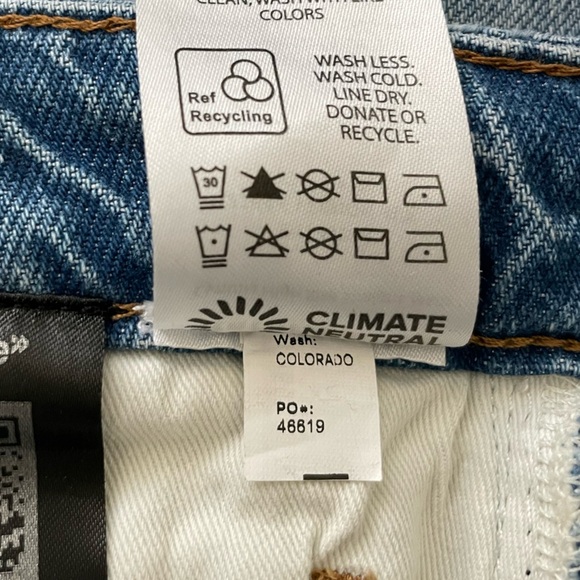 CLEAN, WASH WITH LIKE
COLORS
Ref
Recycling
WASH LESS.
WASH COLD.
LINE DRY.
DONATE OR
RECYCLE.
30
CLIMATE
NEUTRAL
Wash:
COLORADO
PO#:
46619